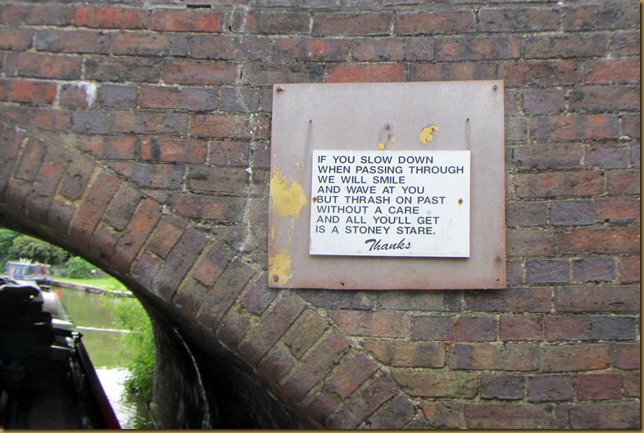 IF YOU SLOW DOWN
WHEN PASSING THROUGH
WE WILL SMILE
AND WAVE AT YOU
BUT THRASH ON PAST
WITHOUT A CARE
AND ALL YOU'LL GET
IS A STONEY STARE.
Thanks